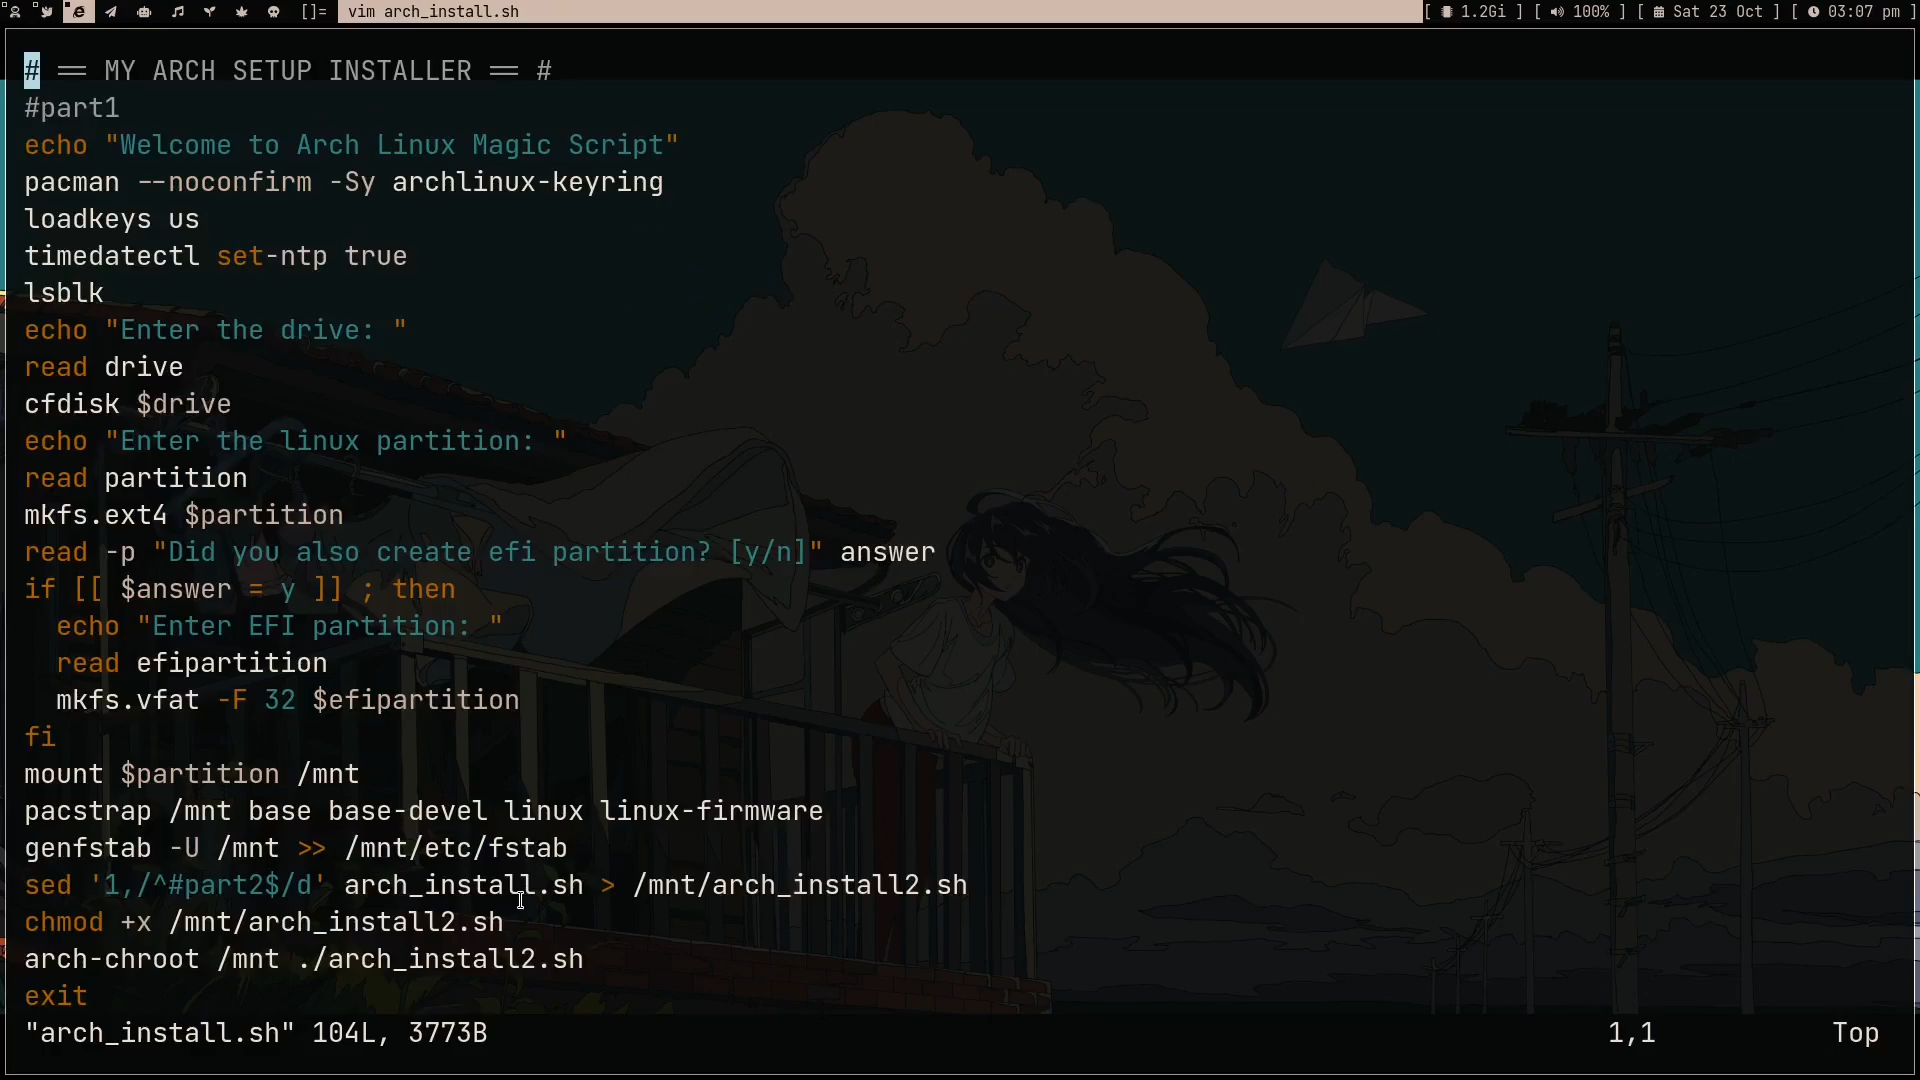 []= vim arch_install.sh [ 1.2Gi ] [ 100% ] [ Sat 23 Oct ] [ 03:07 pm ]
# == MY ARCH SETUP INSTALLER == #
#part1
echo "Welcome to Arch Linux Magic Script"
pacman --noconfirm -Sy archlinux-keyring
loadkeys us
timedatectl set-ntp true
lsblk
echo "Enter the drive: "
read drive
cfdisk $drive
echo "Enter the linux partition: "
read partition
mkfs.ext4 $partition
read -p "Did you also create efi partition? [y/n]" answer
if [[ $answer = y ]] ; then
  echo "Enter EFI partition: "
  read efipartition
  mkfs.vfat -F 32 $efipartition
fi
mount $partition /mnt
pacstrap /mnt base base-devel linux linux-firmware
genfstab -U /mnt >> /mnt/etc/fstab
sed '1,/^#part2$/d' arch_install.sh > /mnt/arch_install2.sh
chmod +x /mnt/arch_install2.sh
arch-chroot /mnt ./arch_install2.sh
exit
"arch_install.sh" 104L, 3773B 1,1 Top